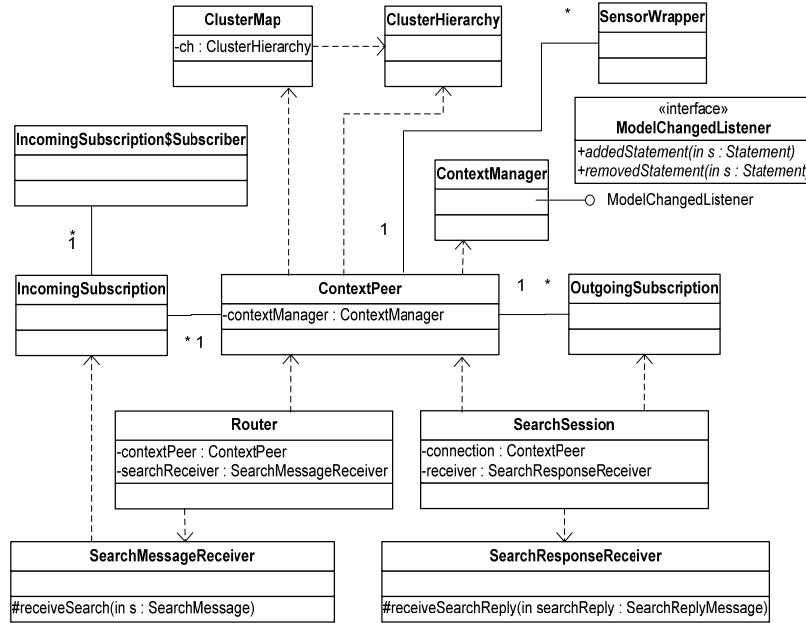 ClusterMap
-ch : ClusterHierarchy
ClusterHierarchy
*
SensorWrapper
«interface»
ModelChangedListener
+addedStatement(in s : Statement)
+removedStatement(in s : Statement
IncomingSubscription$Subscriber
ContextManager
ModelChangedListener
*
1
1
IncomingSubscription
ContextPeer
-contextManager : ContextManager
1 *
OutgoingSubscription
* 1
Router
-contextPeer : ContextPeer
-searchReceiver : SearchMessageReceiver
SearchSession
-connection : ContextPeer
-receiver : SearchResponseReceiver
SearchMessageReceiver
#receiveSearch(in s : SearchMessage)
SearchResponseReceiver
#receiveSearchReply(in searchReply : SearchReplyMessage)